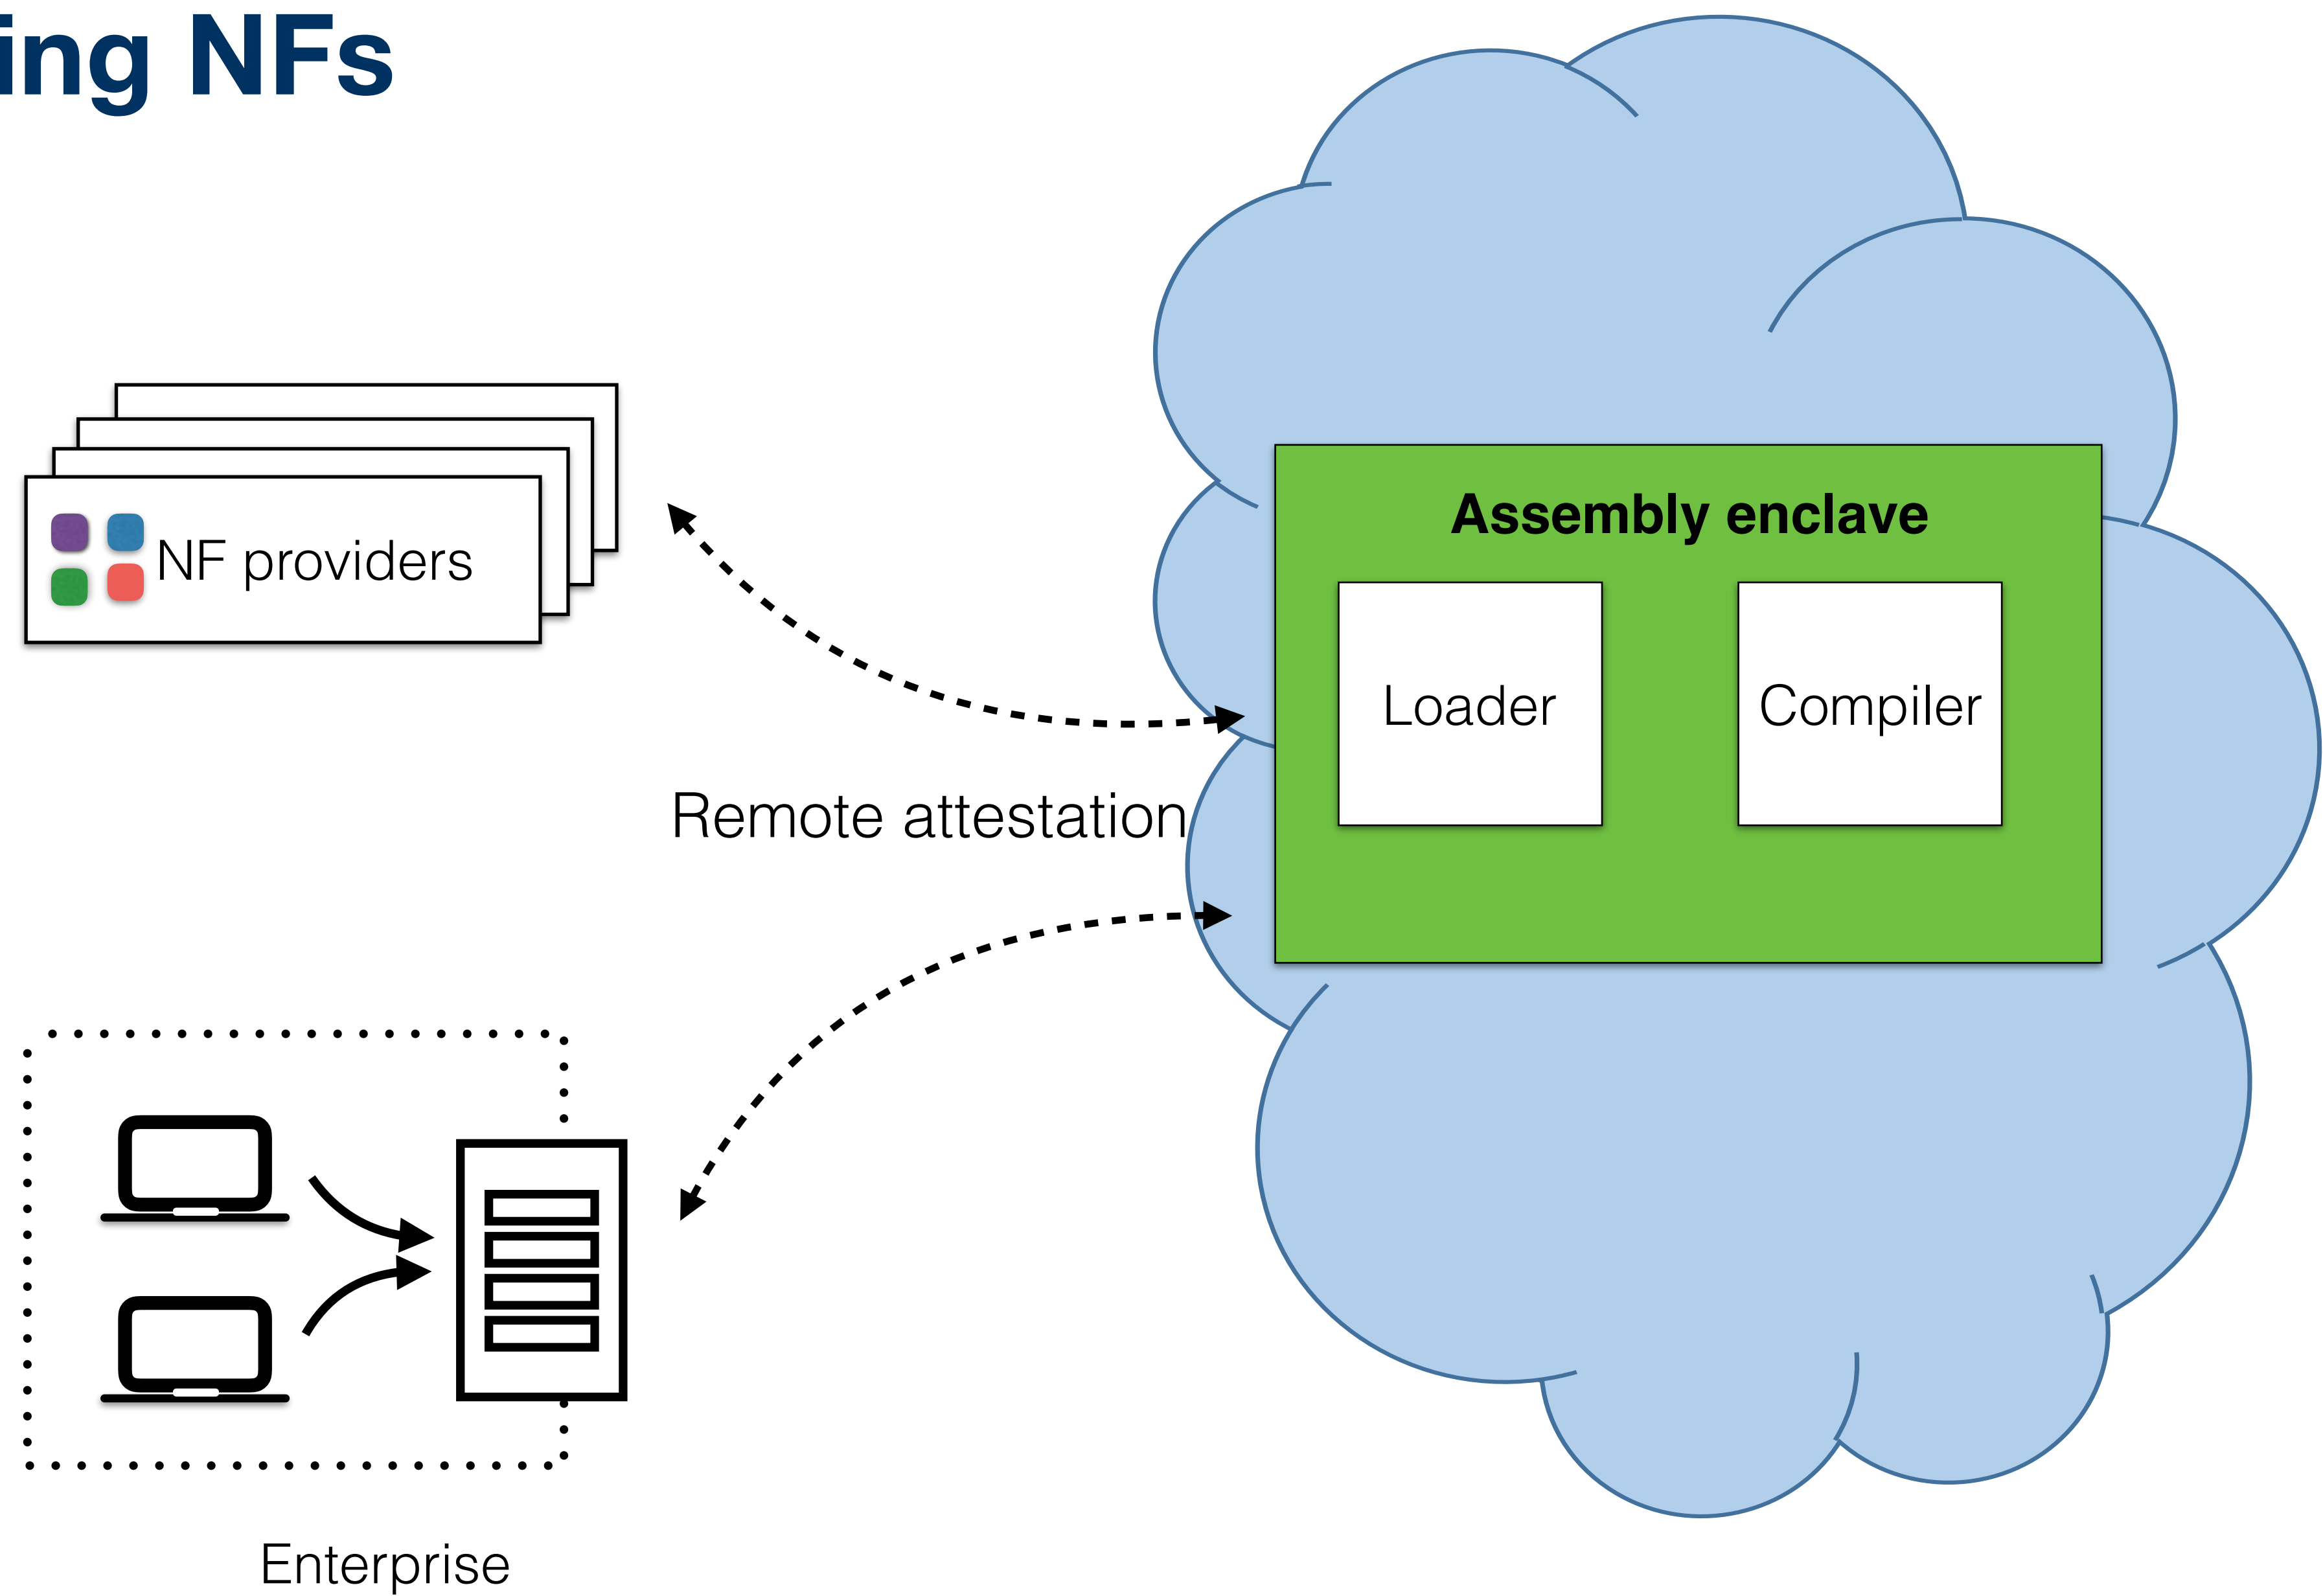 ing NFs
NF providers
Assembly enclave
Loader
Compiler
Remote attestation
Enterprise